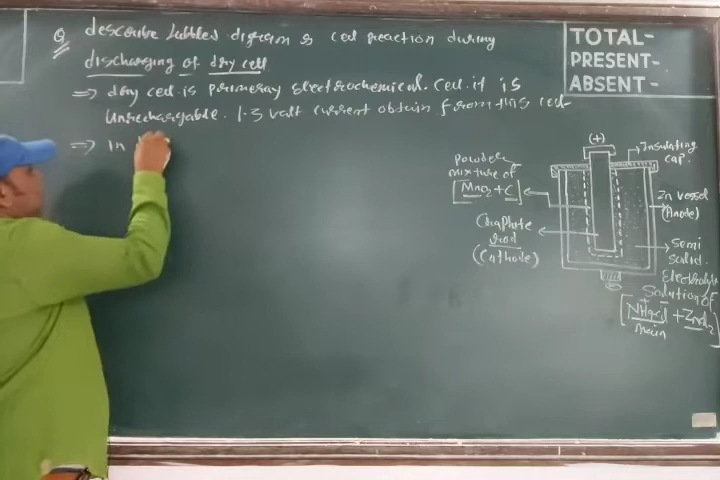 Q describe labbled digram & cell reaction during
discharging of dry cell
⇒ dry cell is primeray electrochemical. Cell. it is
Unrechargable. 1.5 valt current obtain from this cell
⇒ in
TOTAL-
PRESENT-
ABSENT-
(+)
Insulating
cap.
powder
mixture of
[MnO2 + C]
Zn vessel
(Anode)
Graphite
rod
(Cathode)
Semi
solid.
Electrolyte
Solution of
[NH4Cl + ZnCl2]
main